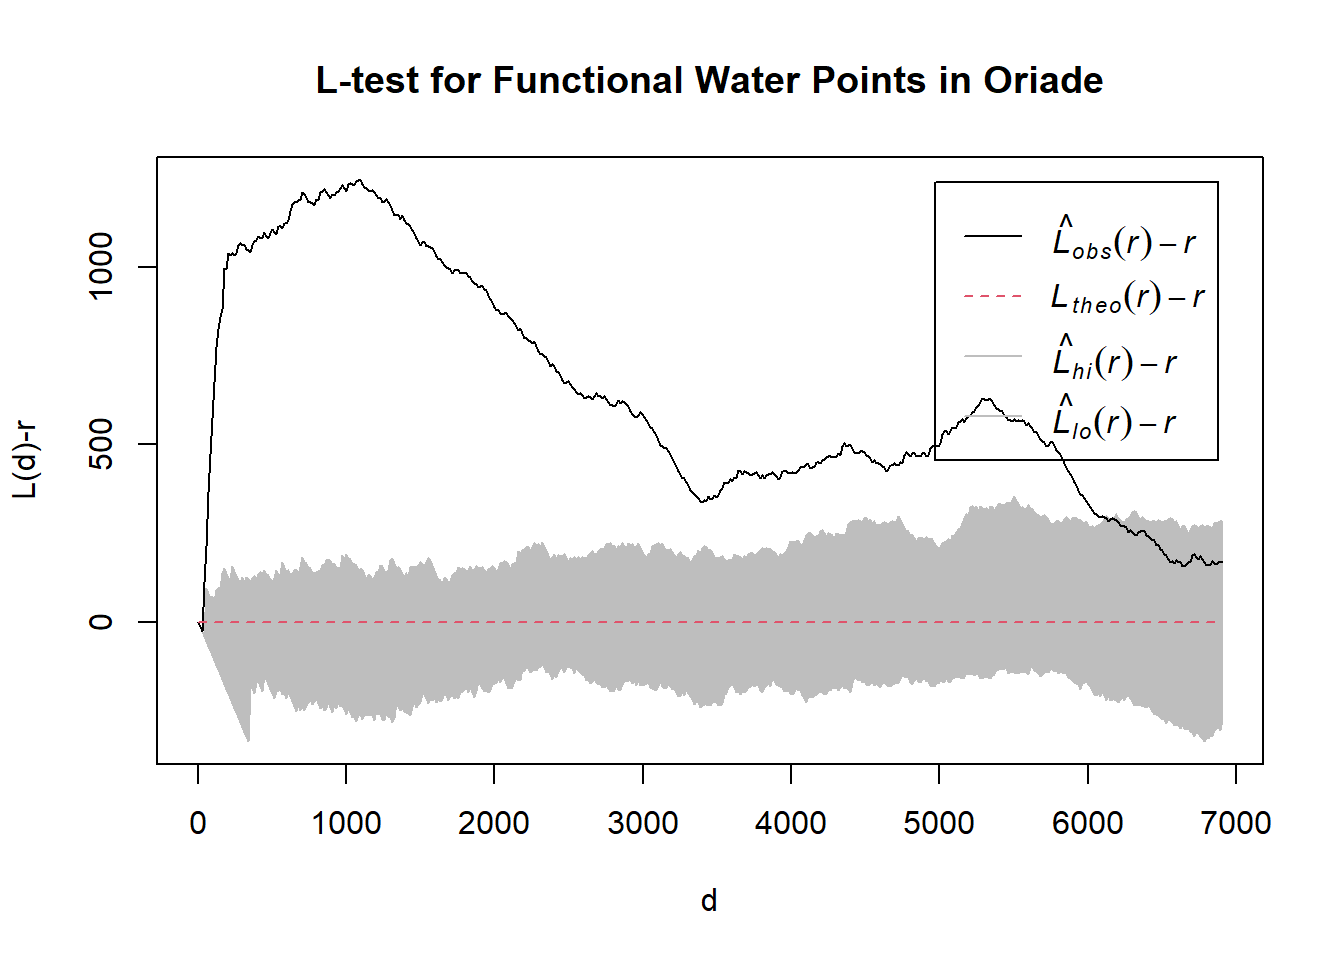 L-test for Functional Water Points in Oriade
L(d)-r
1000
500
0
L̂obs(r) − r
Ltheo(r) − r
L̂hi(r) − r
L̂lo(r) − r
0 1000 2000 3000 4000 5000 6000 7000
d